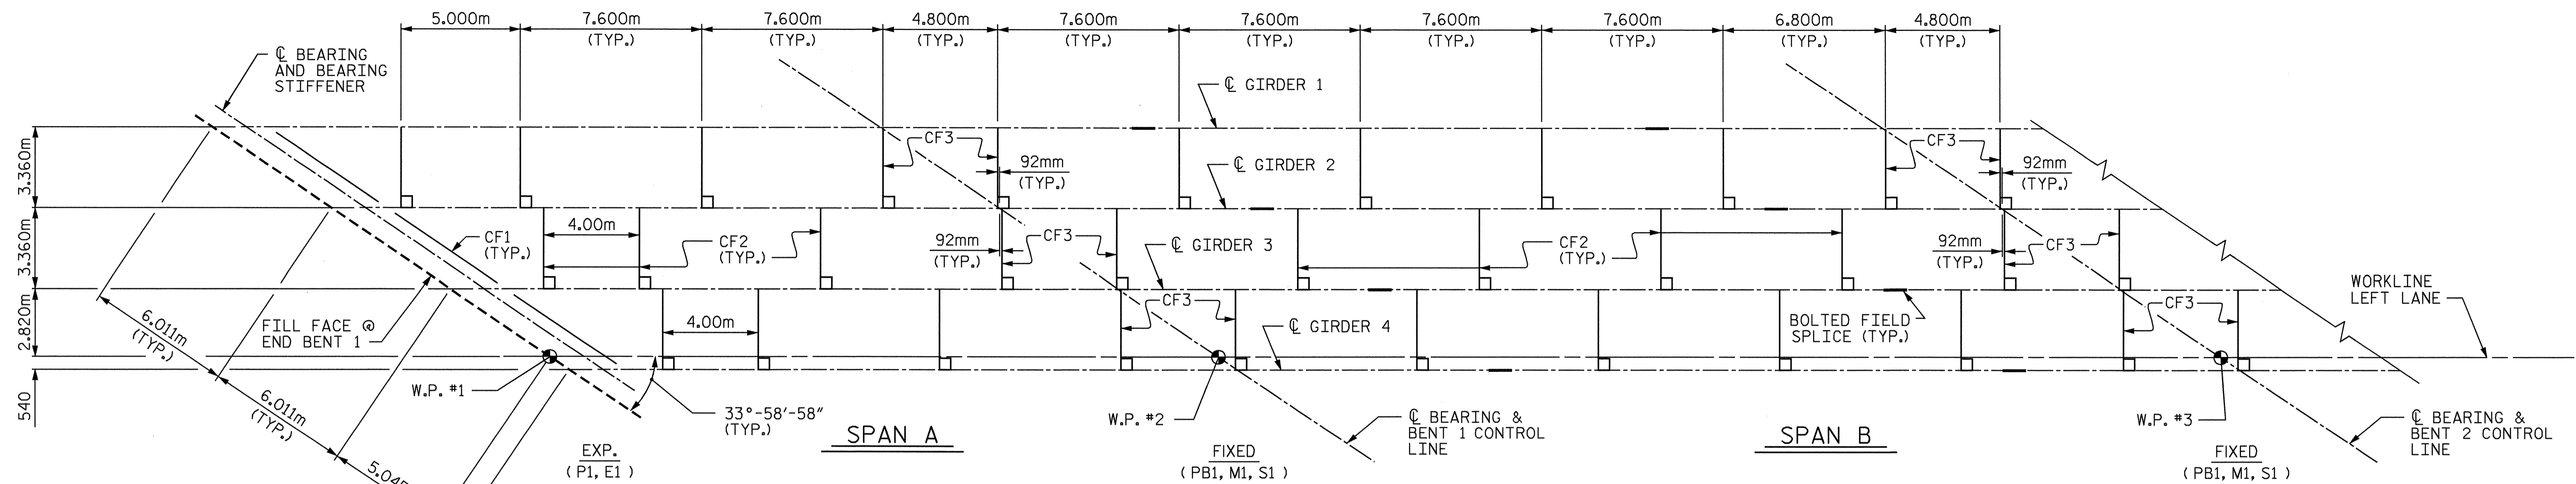 5.000m
7.600m
(TYP.)
7.600m
(TYP.)
4.800m
(TYP.)
7.600m
(TYP.)
7.600m
(TYP.)
7.600m
(TYP.)
7.600m
(TYP.)
6.800m
(TYP.)
4.800m
(TYP.)
℄ BEARING
AND BEARING
STIFFENER
℄ GIRDER 1
CF3
92mm
(TYP.)
℄ GIRDER 2
CF3
92mm
(TYP.)
3.360m
3.360m
2.820m
540
CF1
(TYP.)
4.00m
CF2
(TYP.)
92mm
(TYP.)
CF3
℄ GIRDER 3
CF2
(TYP.)
92mm
(TYP.)
CF3
6.011m
(TYP.)
6.011m
(TYP.)
5.045
FILL FACE @
END BENT 1
4.00m
CF3
℄ GIRDER 4
BOLTED FIELD
SPLICE (TYP.)
CF3
WORKLINE
LEFT LANE
W.P. #1
33°-58'-58"
(TYP.)
W.P. #2
℄ BEARING &
BENT 1 CONTROL
LINE
W.P. #3
℄ BEARING &
BENT 2 CONTROL
LINE
EXP.
( P1, E1 )
SPAN A
FIXED
( PB1, M1, S1 )
SPAN B
FIXED
( PB1, M1, S1 )